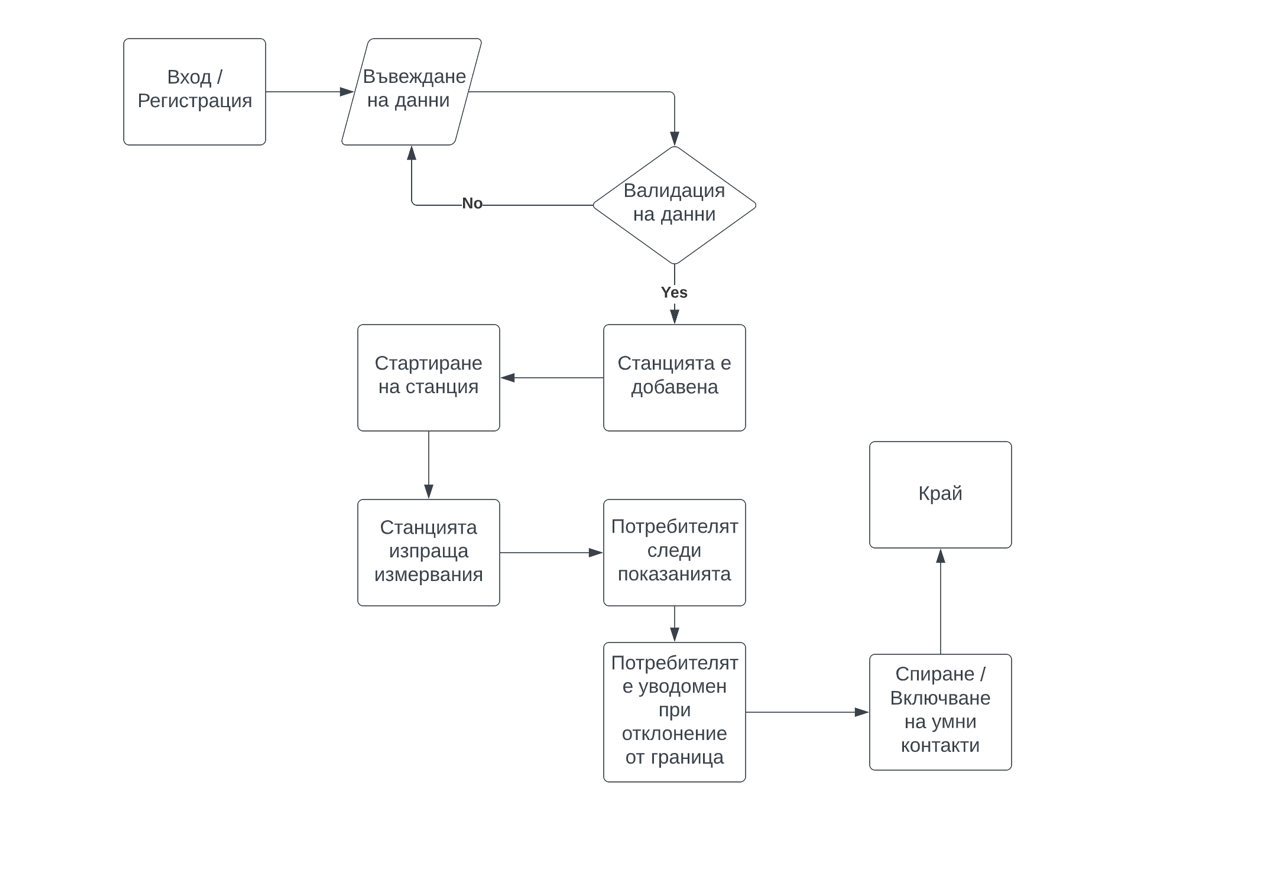 Вход /
Регистрация
Въвеждане
на данни
Валидация
на данни
No
Yes
Стартиране
на станция
Станцията е
добавена
Край
Станцията
изпраща
измервания
Потребителят
следи
показанията
Потребителят
е уводомен
при
отклонение
от граница
Спиране /
Включване
на умни
контакти